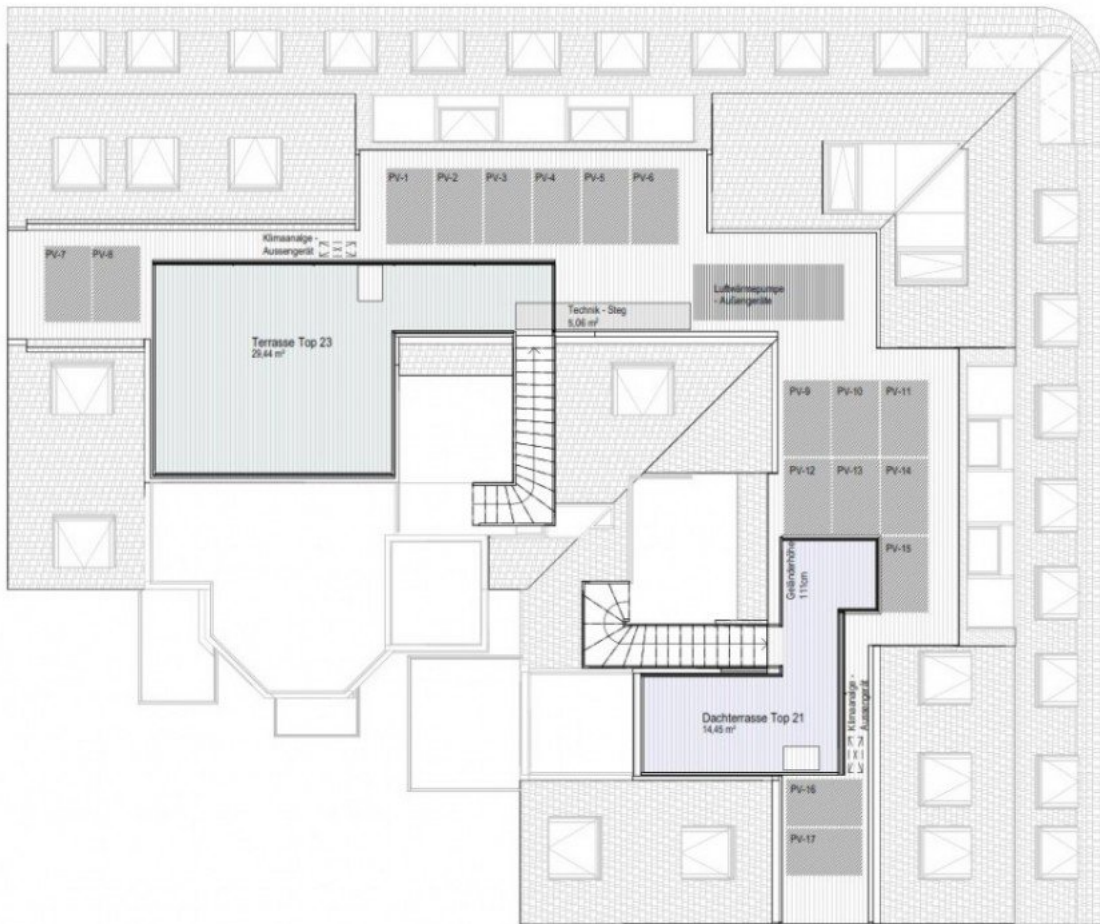 PV-1 PV-2 PV-3 PV-4 PV-5 PV-6
Klimaanalge -
Aussengerät
PV-7 PV-8
Luftwärmepumpe
- Außengeräte
Technik - Steg
5,06 m²
Terrasse Top 23
29,44 m²
PV-9 PV-10 PV-11
PV-12 PV-13 PV-14
PV-15
Geländerhöhe
111cm
Klimaanalge -
Aussengerät
Dachterrasse Top 21
14,45 m²
PV-16
PV-17